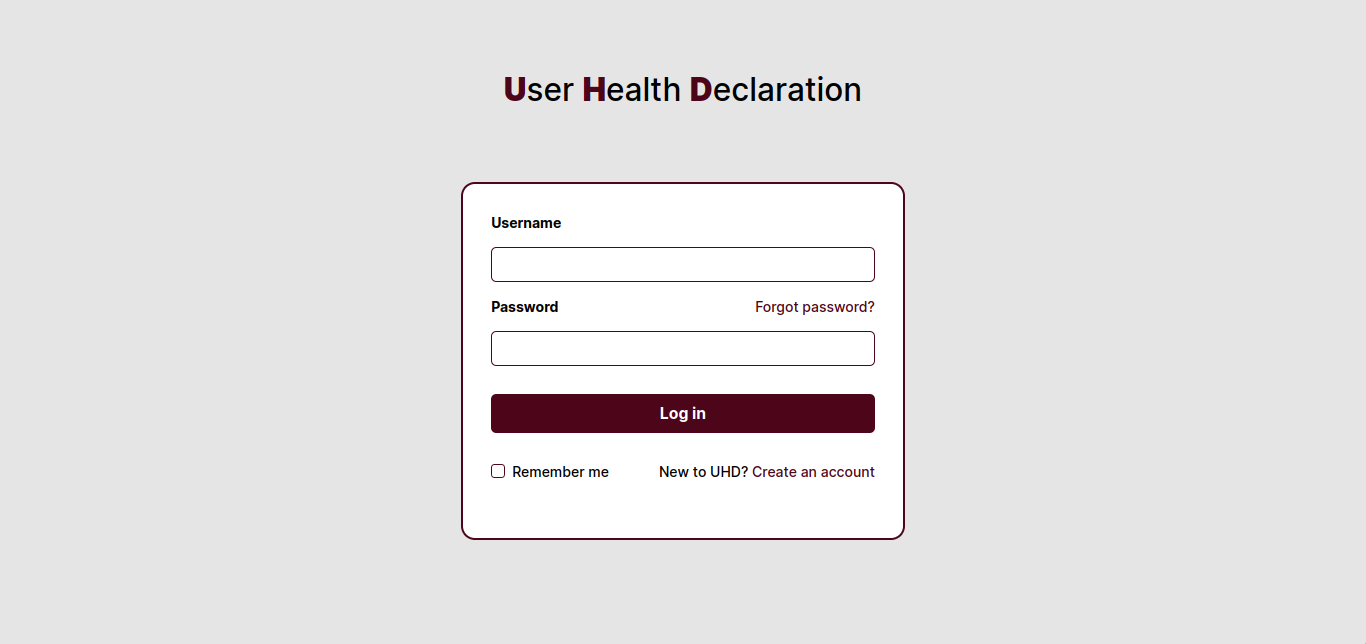 User Health Declaration
Username
Password Forgot password?
Log in
Remember me New to UHD? Create an account